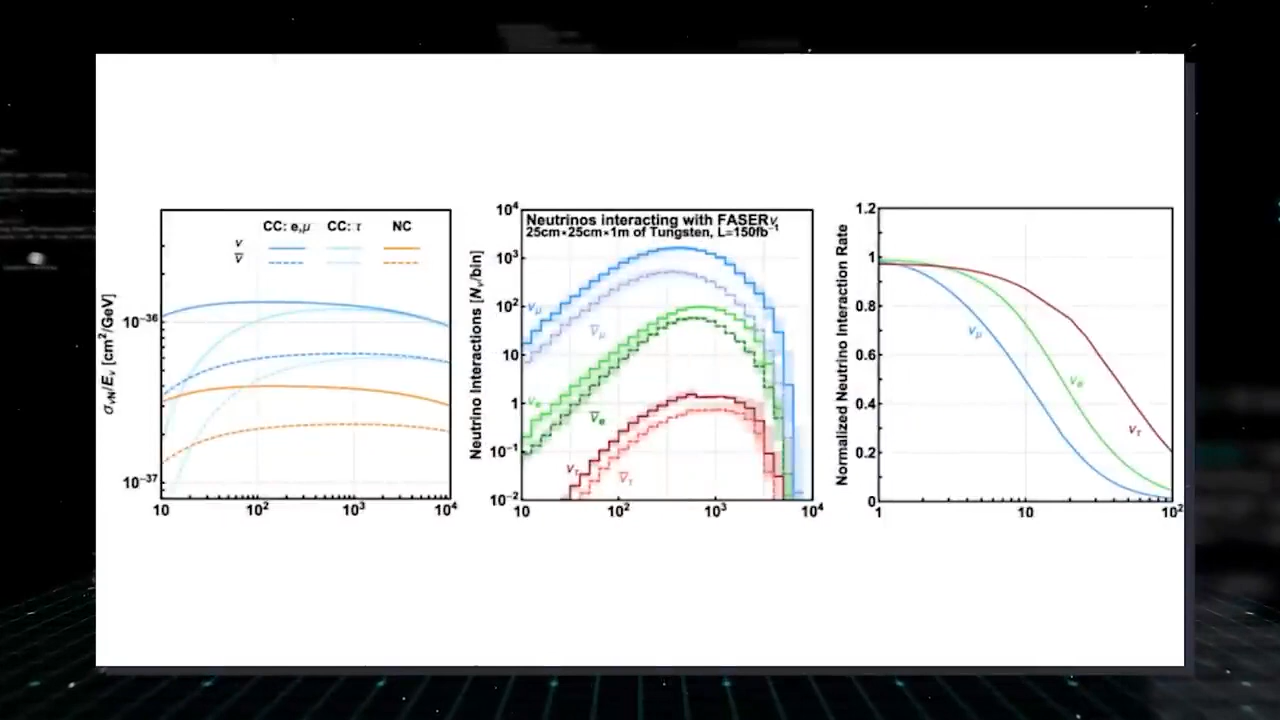 CC: e,μ CC: τ NC
ν
ν̅
σνN/Eν [cm²/GeV]
10⁻³⁶
10⁻³⁷
10 10² 10³ 10⁴
Neutrinos interacting with FASERν
25cm×25cm×1m of Tungsten, L=150fb⁻¹
Neutrino Interactions [Nν/bin]
10⁴
10³
10²
10
1
10⁻¹
10⁻²
νμ
ν̅μ
νe
ν̅e
ντ
ν̅τ
10 10² 10³ 10⁴
Normalized Neutrino Interaction Rate
1.2
1
0.8
0.6
0.4
0.2
0
νμ
νe
ντ
1 10 10²